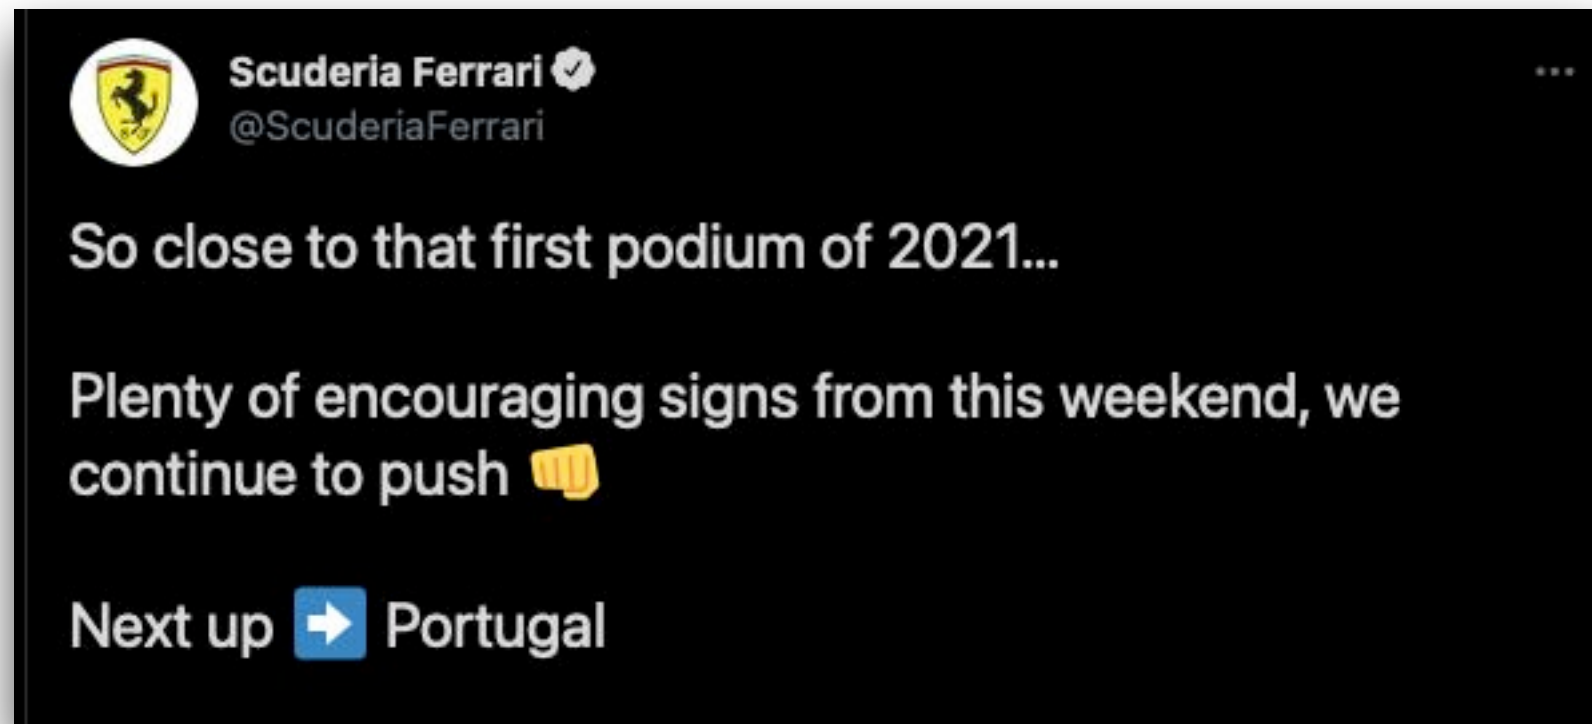 Scuderia Ferrari
@ScuderiaFerrari
So close to that first podium of 2021...
Plenty of encouraging signs from this weekend, we
continue to push 👊
Next up ➡️ Portugal